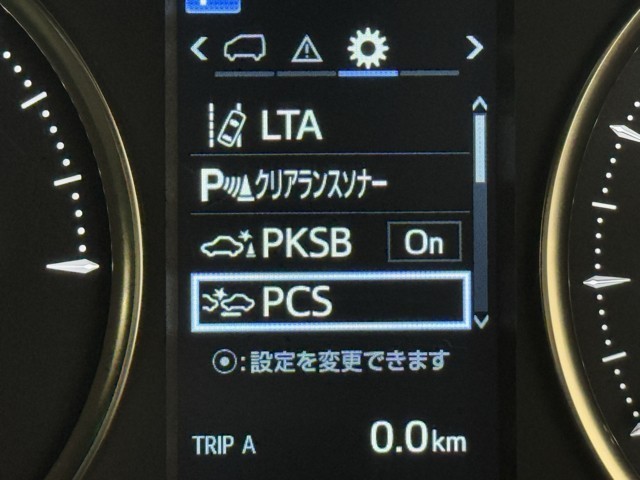 LTA
Pクリアランスソナー
PKSB On
PCS
:設定を変更できます
TRIP A 0.0km